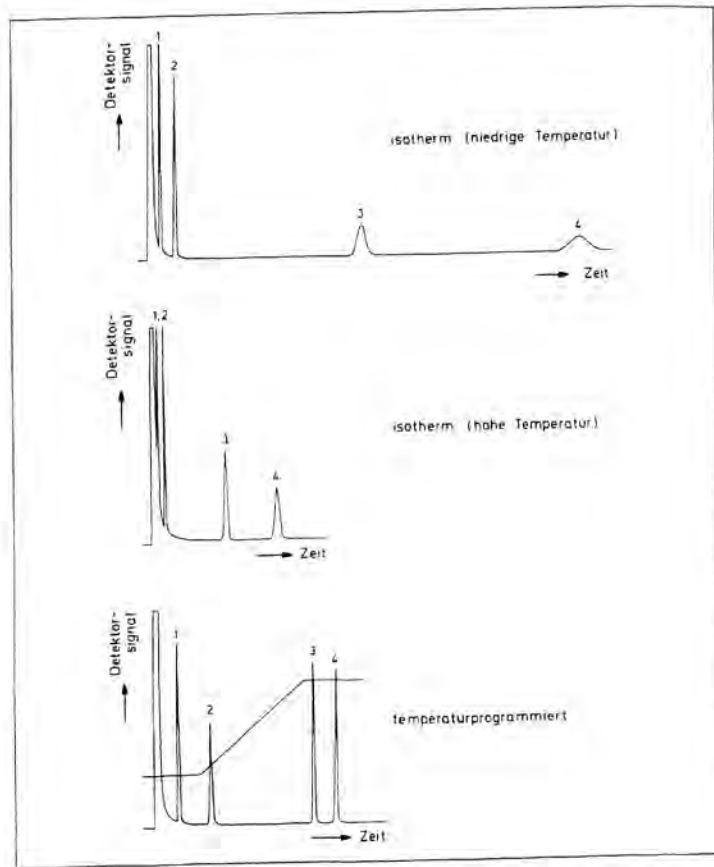 Detektor-
signal
1
2
isotherm (niedrige Temperatur)
3
4
Zeit
Detektor-
signal
1,2
isotherm (hohe Temperatur)
3
4
Zeit
Detektor-
signal
1
2
3
4
temperaturprogrammiert
Zeit